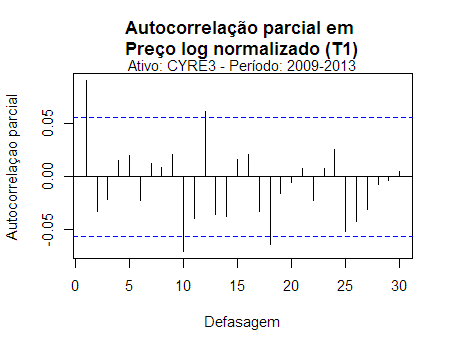 Autocorrelação parcial em
Preço log normalizado (T1)
Ativo: CYRE3 - Período: 2009-2013
Autocorrelaçao parcial
0.05
0.00
-0.05
0 5 10 15 20 25 30
Defasagem